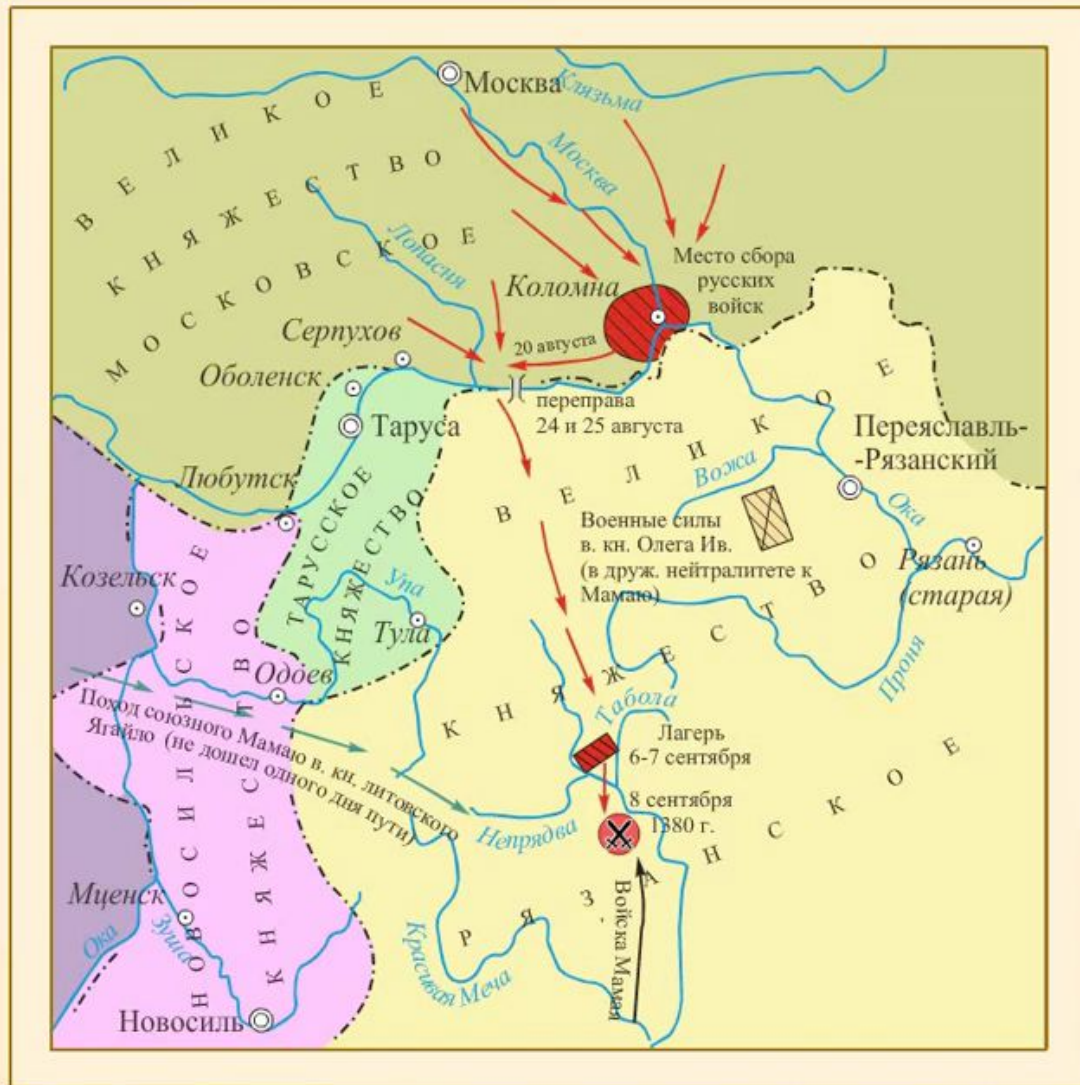 Москва
Клязьма
ВЕЛИКОЕ
КНЯЖЕСТВО
МОСКОВСКОЕ
Москва
Лопасия
Место сбора
русских
войск
Коломна
Серпухов
20 августа
Оболенск
переправа
24 и 25 августа
Таруса
Переяславль-
-Рязанский
Любутск
ТАРУССКОЕ
КНЯЖЕСТВО
ВЕЛИКОЕ
Вожа
Военные силы
в. кн. Олега Ив.
(в друж. нейтралитете к
Мамаю)
Ока
Рязань
(старая)
Козельск
Упа
Тула
КНЯЖЕСТВО
Проня
Одоев
Табола
Поход союзного Мамаю в. кн. литовского
Ягайло (не дошел одного дня пути)
Лагерь
6-7 сентября
8 сентября
1380 г.
Непрядва
РЯЗАНСКОЕ
НОВОСИЛЬСКОЕ
КНЯЖЕСТВО
Мценск
Ока
Зуша
Красивая Меча
Войска Мамая
Новосиль